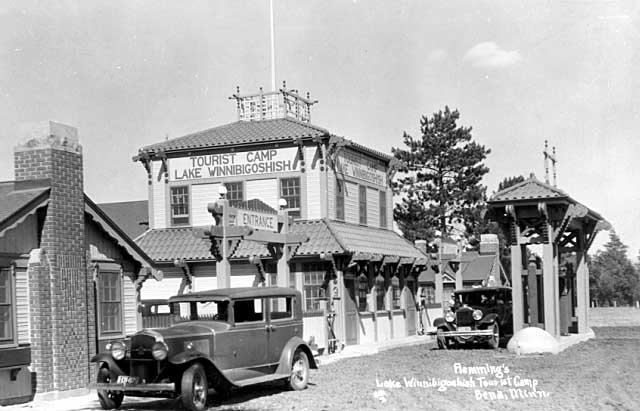 TOURIST CAMP
LAKE WINNIBIGOSHISH
ENTRANCE
Flemming's
Lake Winnibigoshish Tourist Camp
Bena, Minn.